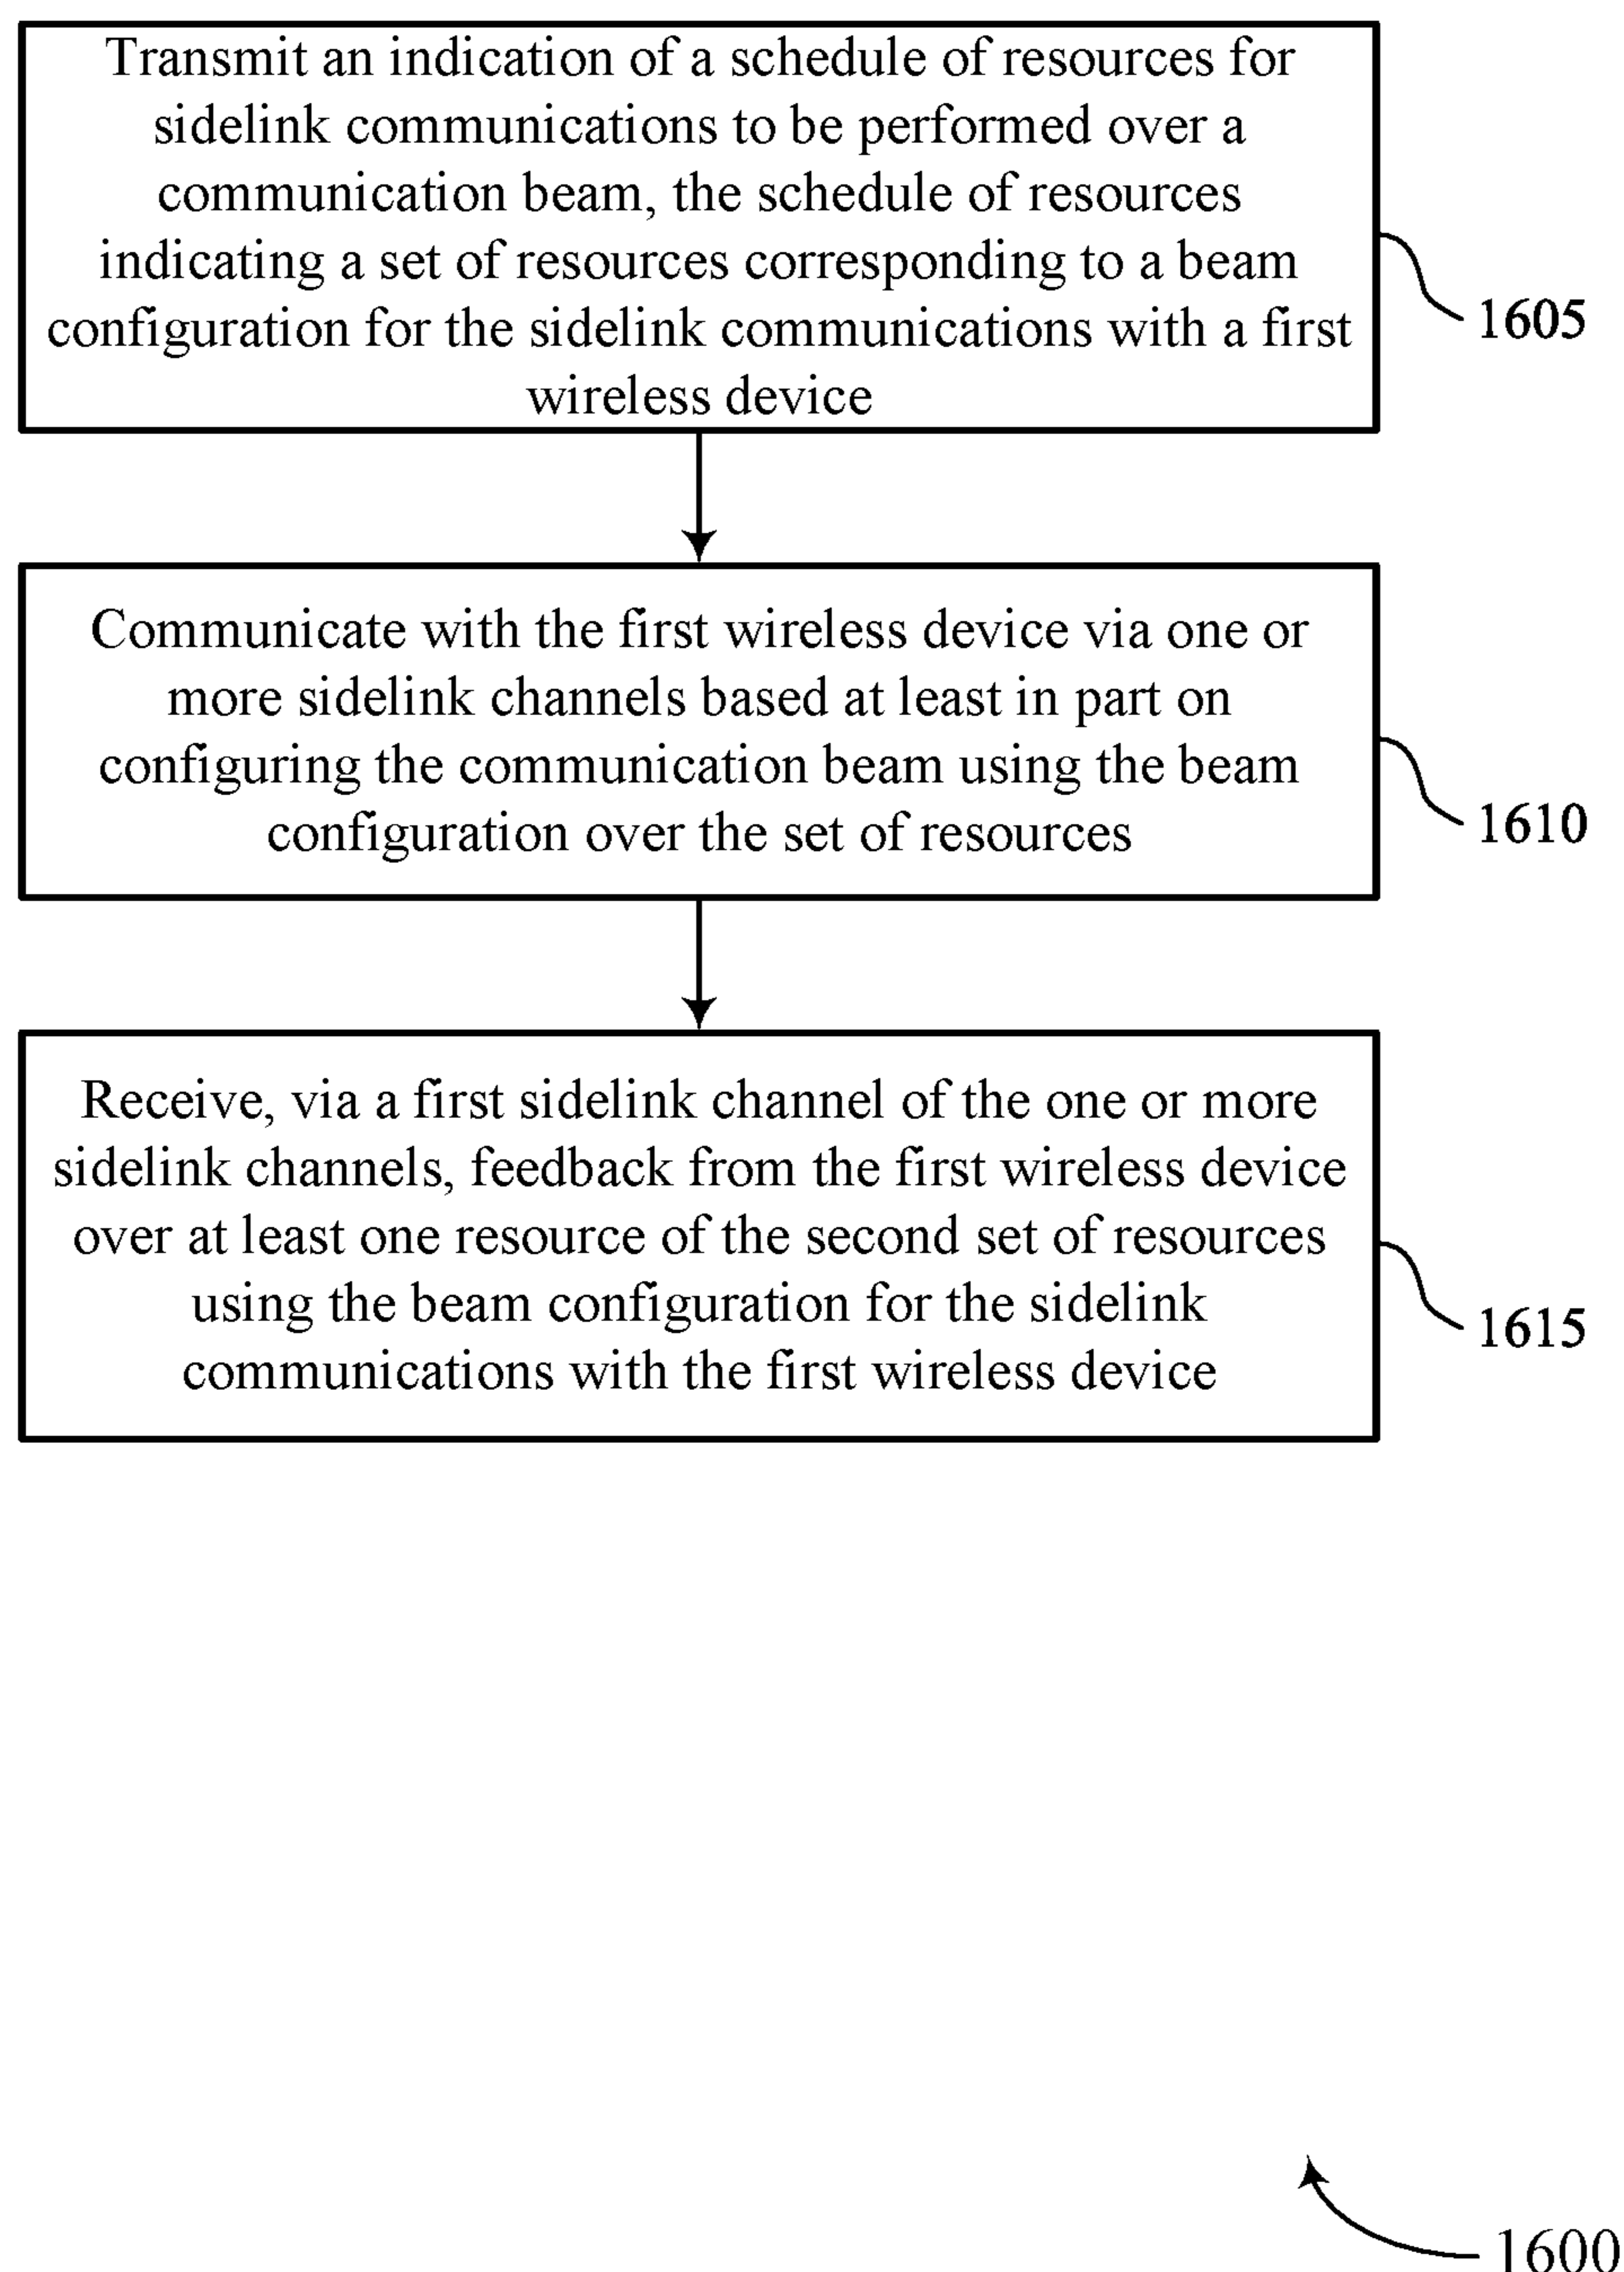 Transmit an indication of a schedule of resources for
sidelink communications to be performed over a
communication beam, the schedule of resources
indicating a set of resources corresponding to a beam
configuration for the sidelink communications with a first
wireless device
1605
Communicate with the first wireless device via one or
more sidelink channels based at least in part on
configuring the communication beam using the beam
configuration over the set of resources
1610
Receive, via a first sidelink channel of the one or more
sidelink channels, feedback from the first wireless device
over at least one resource of the second set of resources
using the beam configuration for the sidelink
communications with the first wireless device
1615
1600